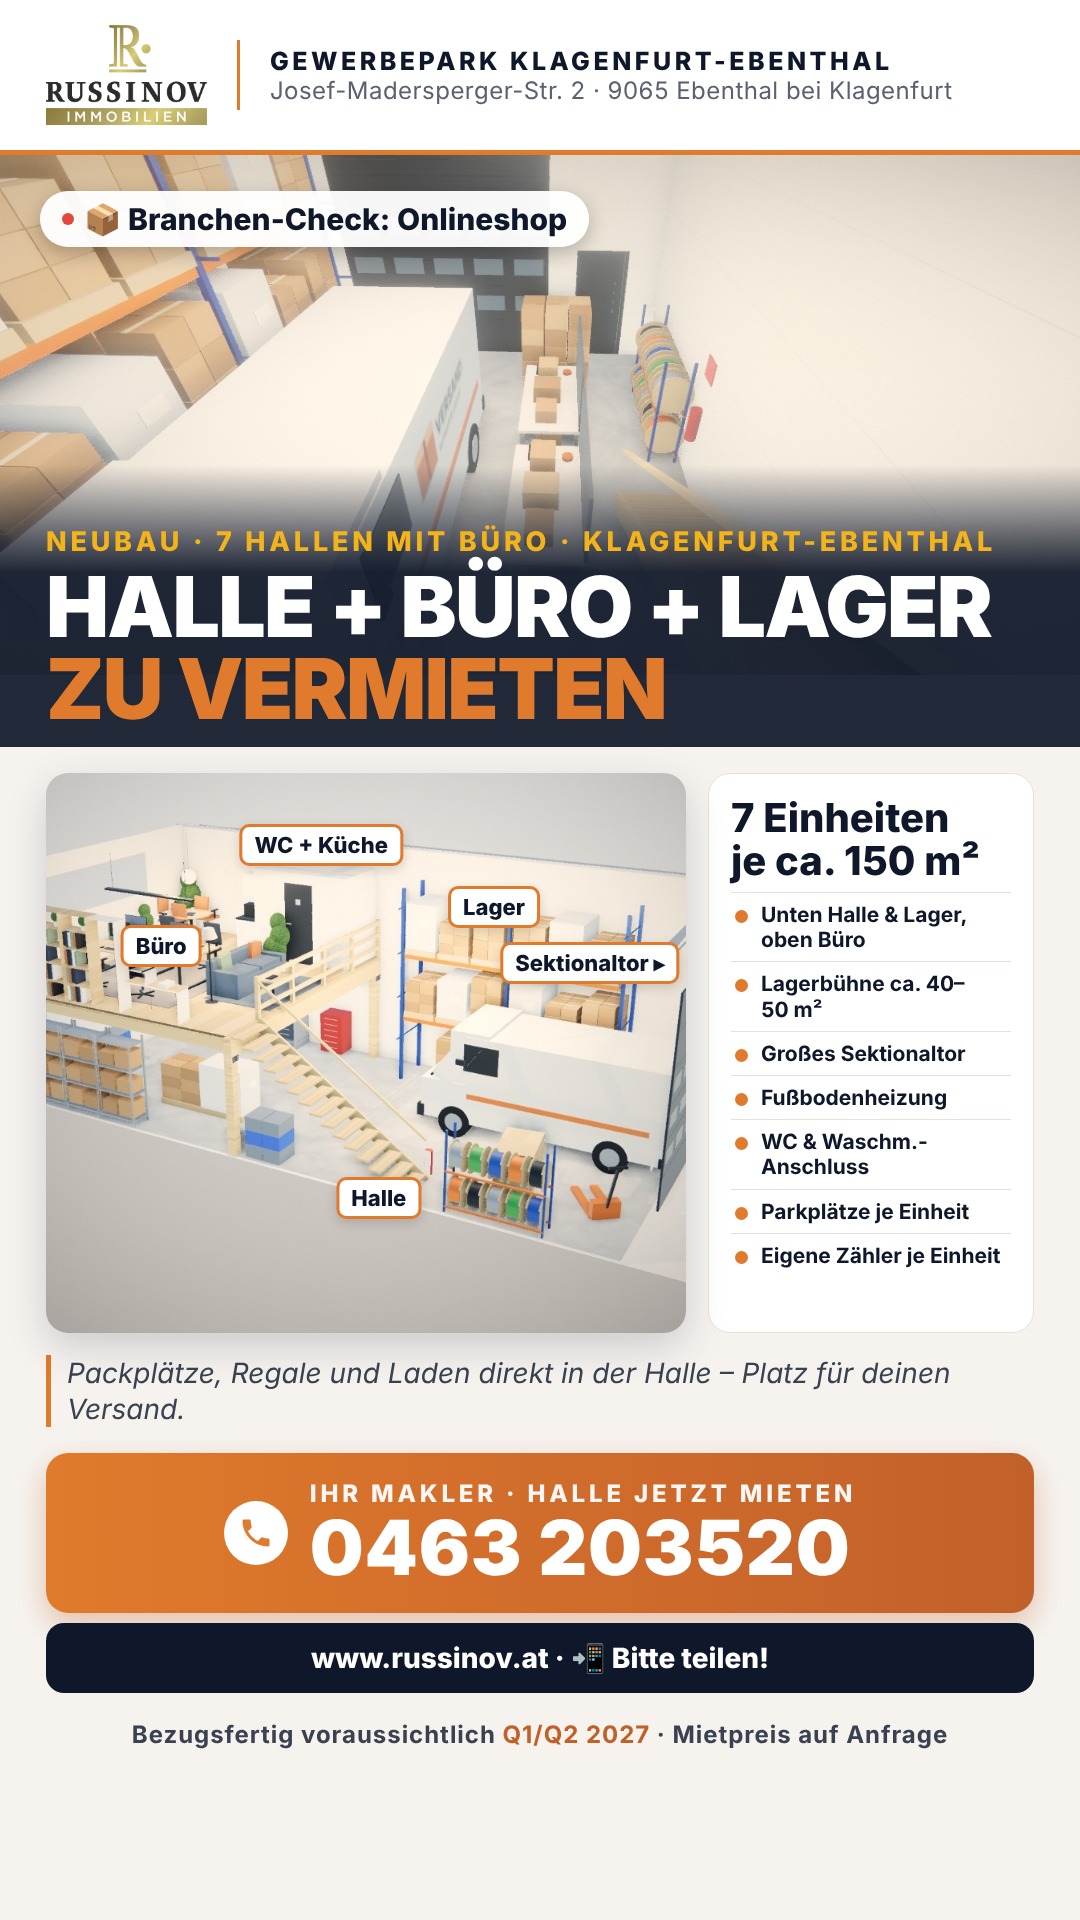 R.
RUSSINOV
IMMOBILIEN
GEWERBEPARK KLAGENFURT-EBENTHAL
Josef-Madersperger-Str. 2 · 9065 Ebenthal bei Klagenfurt
📦 Branchen-Check: Onlineshop
VERSAND
NEUBAU · 7 HALLEN MIT BÜRO · KLAGENFURT-EBENTHAL
HALLE + BÜRO + LAGER
ZU VERMIETEN
WC + Küche
Lager
Büro
Sektionaltor ▸
Halle
7 Einheiten
je ca. 150 m²
Unten Halle & Lager,
oben Büro
Lagerbühne ca. 40–
50 m²
Großes Sektionaltor
Fußbodenheizung
WC & Waschm.-
Anschluss
Parkplätze je Einheit
Eigene Zähler je Einheit
Packplätze, Regale und Laden direkt in der Halle – Platz für deinen
Versand.
IHR MAKLER · HALLE JETZT MIETEN
0463 203520
www.russinov.at · 📲 Bitte teilen!
Bezugsfertig voraussichtlich Q1/Q2 2027 · Mietpreis auf Anfrage